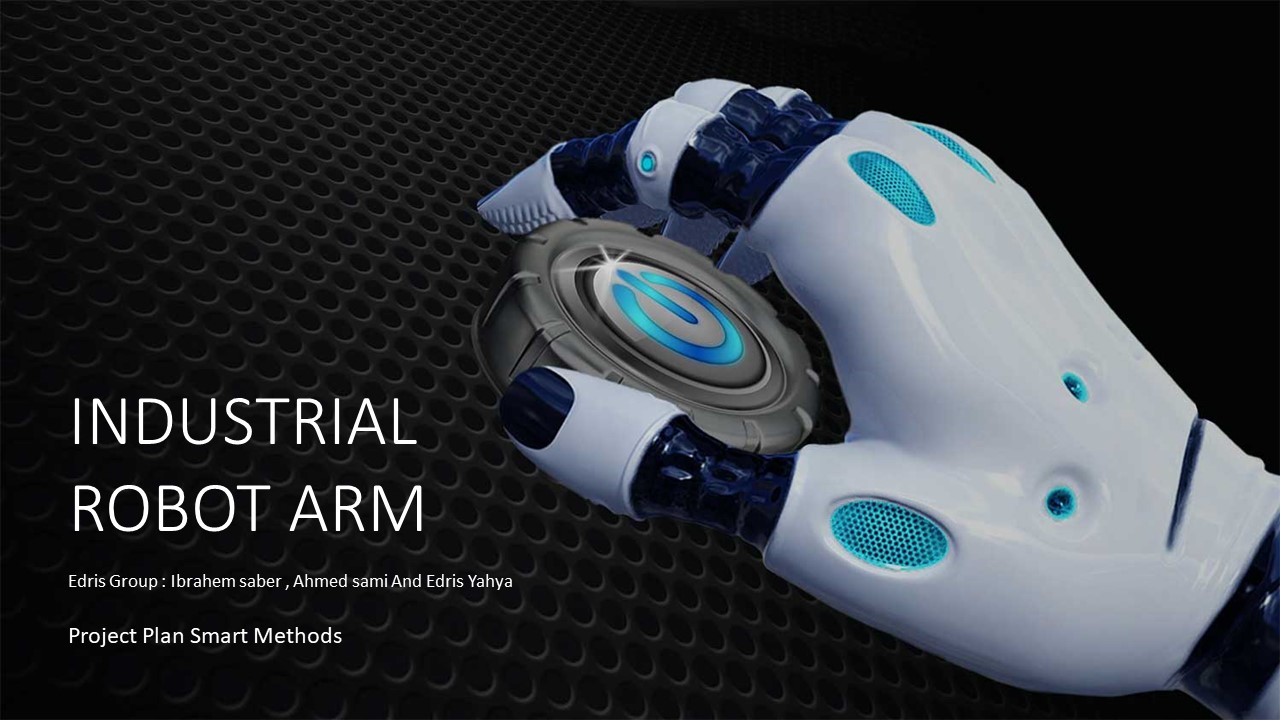 INDUSTRIAL
ROBOT ARM
Edris Group : Ibrahem saber , Ahmed sami And Edris Yahya
Project Plan Smart Methods